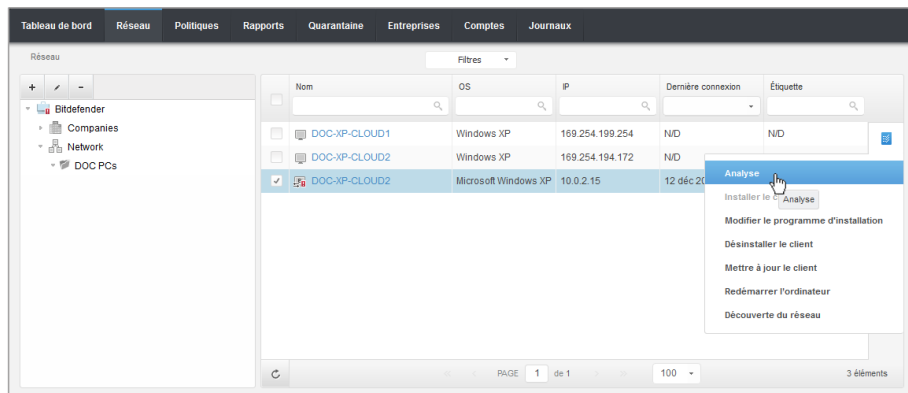 Tableau de bord Réseau Politiques Rapports Quarantaine Entreprises Comptes Journaux
Réseau
Filtres
Bitdefender
Companies
Network
DOC PCs
Nom OS IP Dernière connexion Étiquette
DOC-XP-CLOUD1 Windows XP 169.254.199.254 N/D N/D
DOC-XP-CLOUD2 Windows XP 169.254.194.172 N/D
DOC-XP-CLOUD2 Microsoft Windows XP 10.0.2.15 12 déc 20
Analyse
Installer le
Analyse
Modifier le programme d'installation
Désinstaller le client
Mettre à jour le client
Redémarrer l'ordinateur
Découverte du réseau
PAGE 1 de 1 100 3 éléments